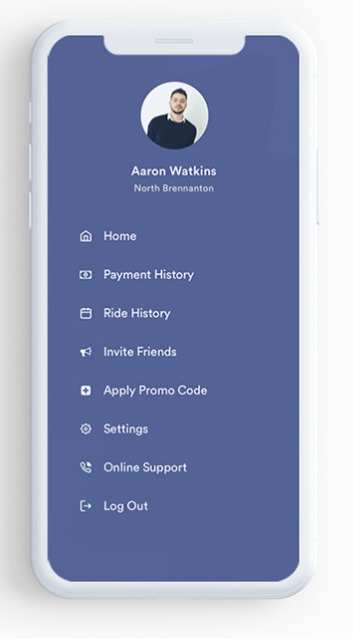 Aaron Watkins
North Brennanton
Home
Payment History
Ride History
Invite Friends
Apply Promo Code
Settings
Online Support
Log Out